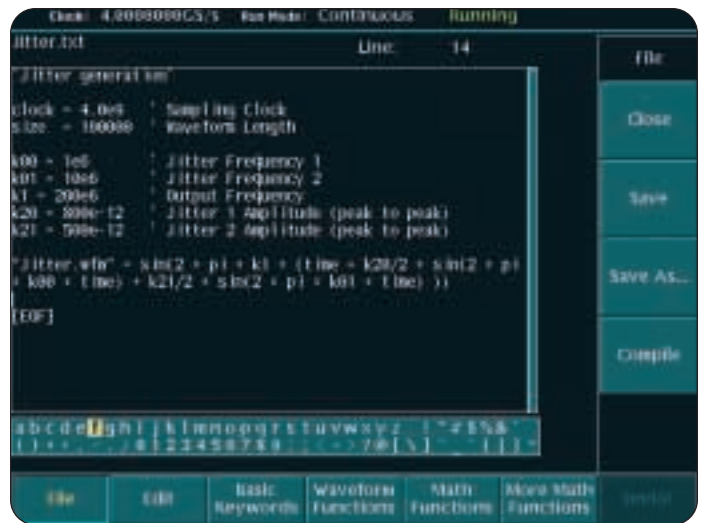 Clock: 4.0000000GS/s Run Mode: Continuous Running
Jitter.txt Line: 14
"Jitter generation"
clock = 4.0e9 ' Sampling Clock
size = 100000 ' Waveform Length
k00 = 1e6 ' Jitter Frequency 1
k01 = 10e6 ' Jitter Frequency 2
k1 = 200e6 ' Output Frequency
k20 = 800e-12 ' Jitter 1 Amplitude (peak to peak)
k21 = 500e-12 ' Jitter 2 Amplitude (peak to peak)
"Jitter.wfm" = sin(2 * pi * k1 * (time + k20/2 * sin(2 * pi
* k00 * time) + k21/2 * sin(2 * pi * k01 * time) ))
[EOF]
abcdefghijklmnopqrstuvwxyz
0123456789
File
Close
Save
Save As...
Compile
File
Edit
Basic Keywords
Waveform Functions
Math Functions
More Math Functions